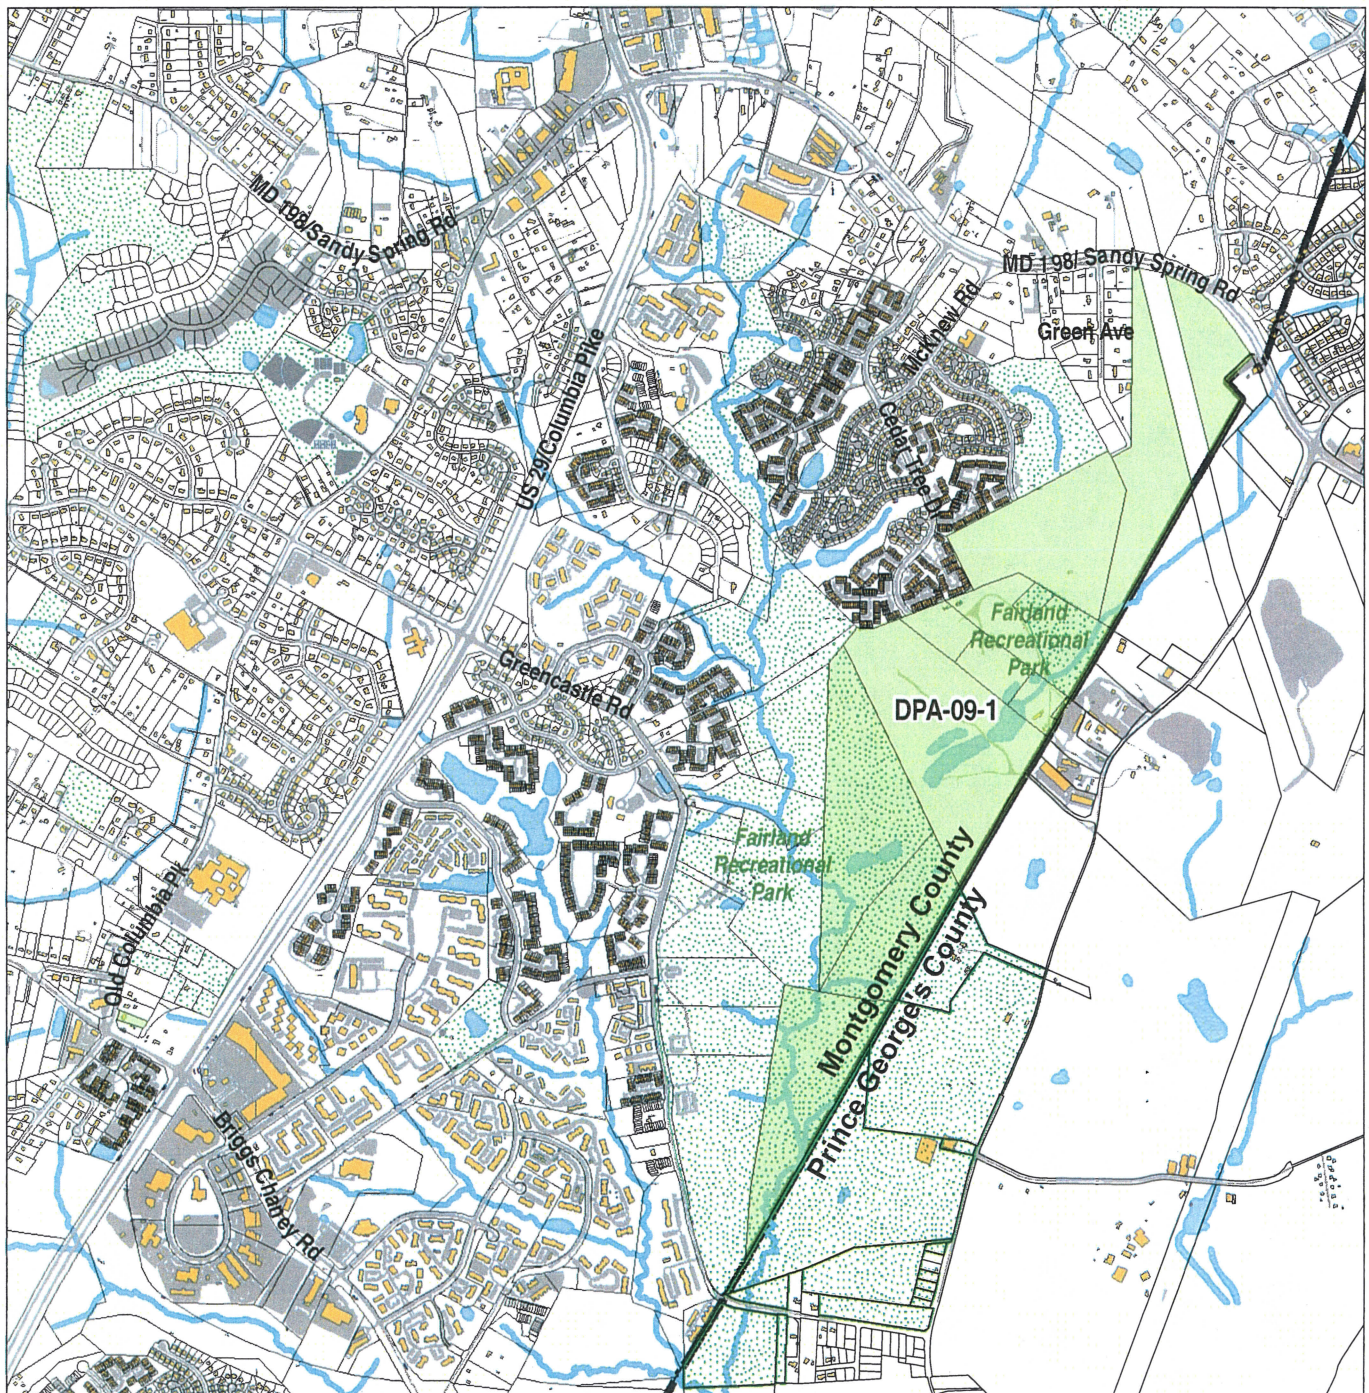 MD 198/Sandy Spring Rd
MD 198/ Sandy Spring Rd
Green Ave
McKnew Rd
US 29/Columbia Pike
Cedar Tree Dr
Fairland
Recreational
Park
Greencastle Rd
DPA-09-1
Fairland
Recreational
Park
Old Columbia Pk
Montgomery County
Prince George's County
Briggs Chaney Rd